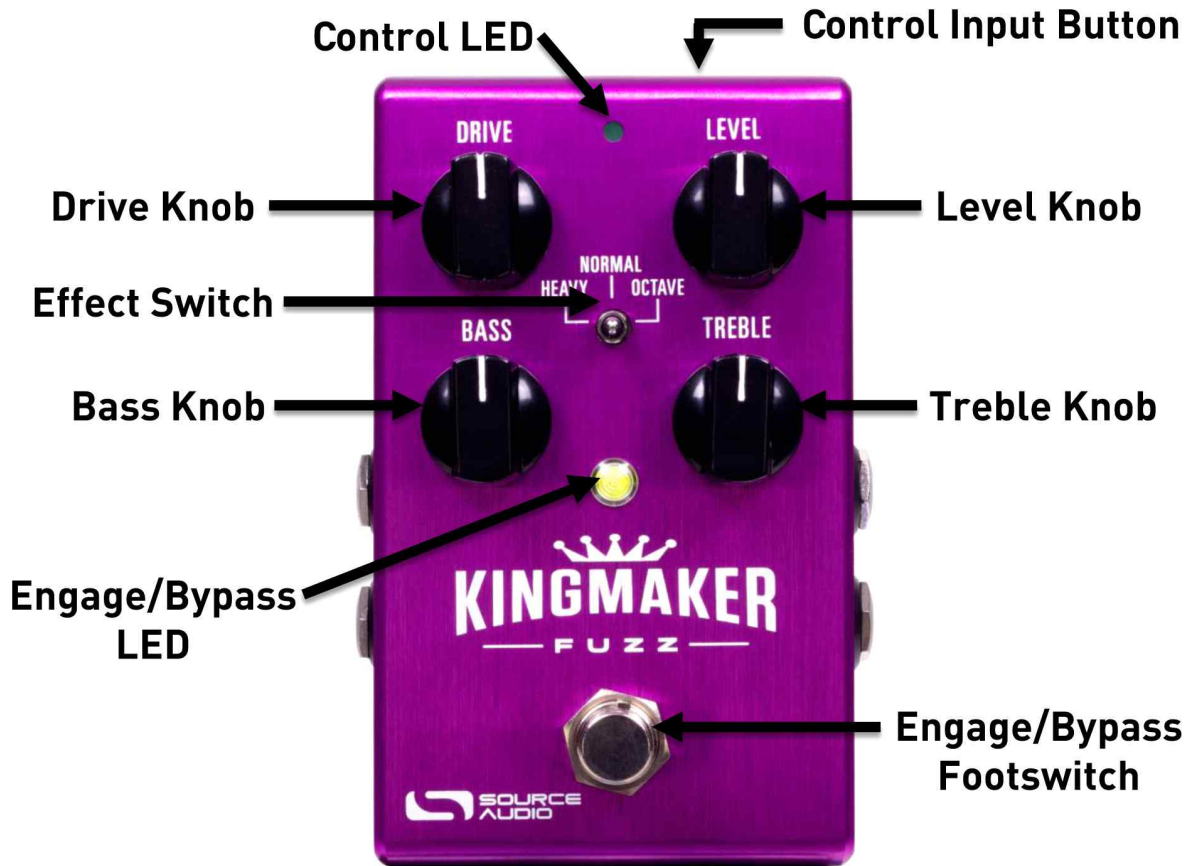 Control LED
Control Input Button
DRIVE
LEVEL
Drive Knob
Level Knob
NORMAL
HEAVY
OCTAVE
Effect Switch
BASS
TREBLE
Bass Knob
Treble Knob
Engage/Bypass
LED
KINGMAKER
FUZZ
Engage/Bypass
Footswitch
SOURCE
AUDIO